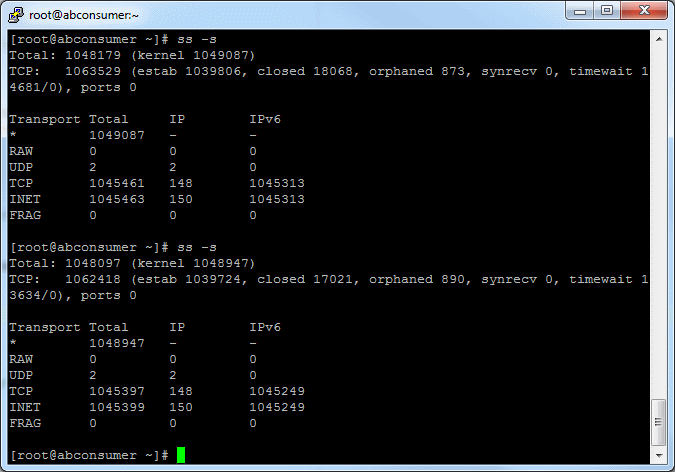 root@abconsumer:~
[root@abconsumer ~]# ss -s
Total: 1048179 (kernel 1049087)
TCP:   1063529 (estab 1039806, closed 18068, orphaned 873, synrecv 0, timewait 1
4681/0), ports 0

Transport Total     IP        IPv6
*         1049087   -         -
RAW       0         0         0
UDP       2         2         0
TCP       1045461   148       1045313
INET      1045463   150       1045313
FRAG      0         0         0

[root@abconsumer ~]# ss -s
Total: 1048097 (kernel 1048947)
TCP:   1062418 (estab 1039724, closed 17021, orphaned 890, synrecv 0, timewait 1
3634/0), ports 0

Transport Total     IP        IPv6
*         1048947   -         -
RAW       0         0         0
UDP       2         2         0
TCP       1045397   148       1045249
INET      1045399   150       1045249
FRAG      0         0         0

[root@abconsumer ~]#